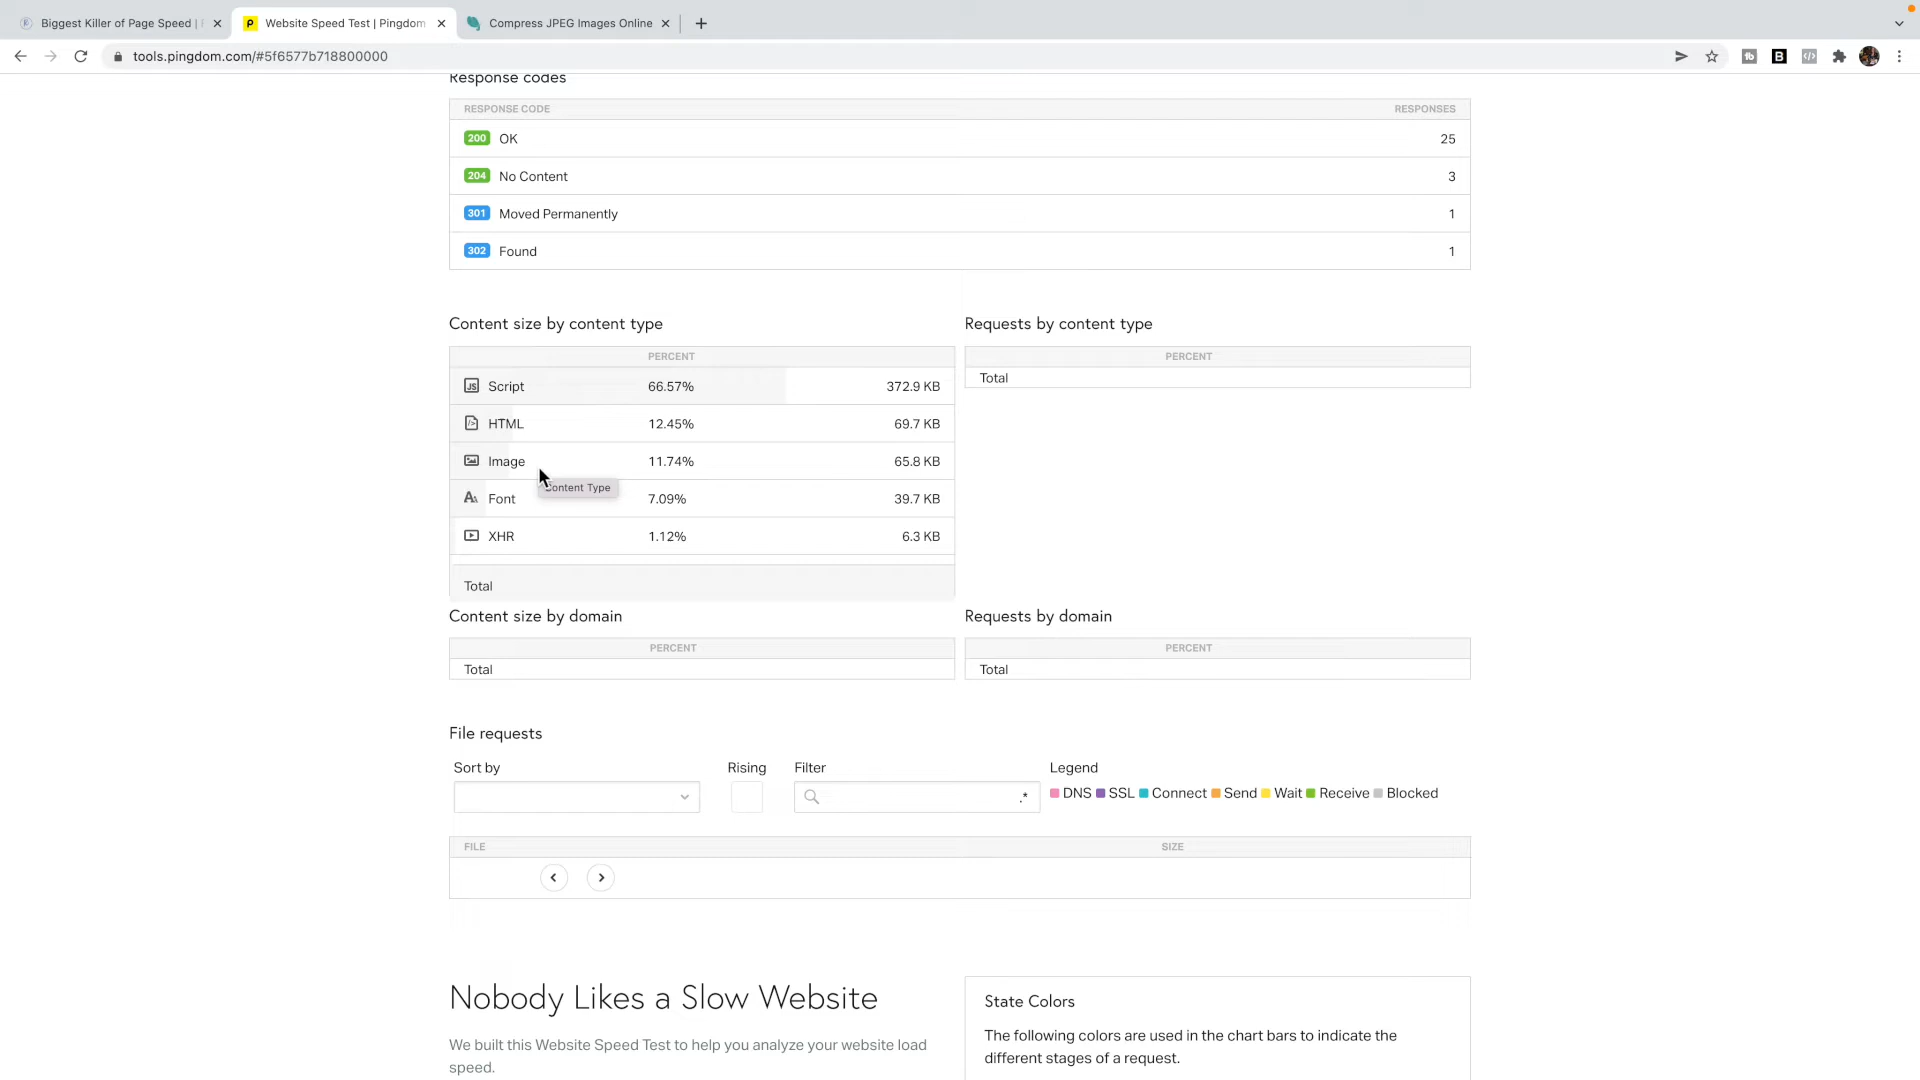 Biggest Killer of Page Speed |
Website Speed Test | Pingdom
Compress JPEG Images Online
tools.pingdom.com/#5f6577b718800000
Response codes
RESPONSE CODE RESPONSES
200 OK 25
204 No Content 3
301 Moved Permanently 1
302 Found 1
Content size by content type
PERCENT
Script 66.57% 372.9 KB
HTML 12.45% 69.7 KB
Image 11.74% 65.8 KB
Content Type
Font 7.09% 39.7 KB
XHR 1.12% 6.3 KB
Total
Requests by content type
PERCENT
Total
Content size by domain
PERCENT
Total
Requests by domain
PERCENT
Total
File requests
Sort by Rising Filter Legend
.*
DNS SSL Connect Send Wait Receive Blocked
FILE SIZE
Nobody Likes a Slow Website
We built this Website Speed Test to help you analyze your website load
speed.
State Colors
The following colors are used in the chart bars to indicate the
different stages of a request.